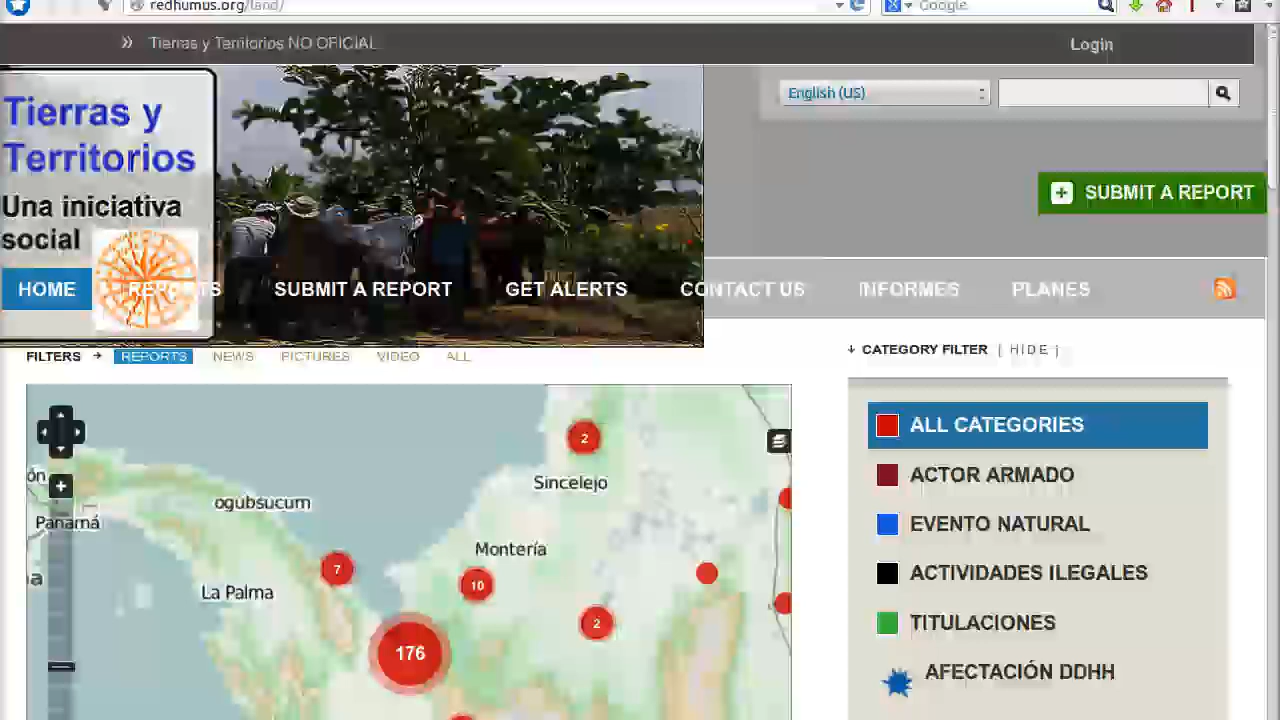 redhumus.org/land/
Google
» Tierras y Territorios NO OFICIAL
Login
Tierras y
Territorios
Una iniciativa
social
English (US)
SUBMIT A REPORT
HOME
REPORTS
SUBMIT A REPORT
GET ALERTS
CONTACT US
INFORMES
PLANES
FILTERS → REPORTS NEWS PICTURES VIDEO ALL
↓ CATEGORY FILTER [ HIDE ]
2
Sincelejo
ón
ogubsucum
Panamá
Montería
7
10
La Palma
2
176
ALL CATEGORIES
ACTOR ARMADO
EVENTO NATURAL
ACTIVIDADES ILEGALES
TITULACIONES
AFECTACIÓN DDHH